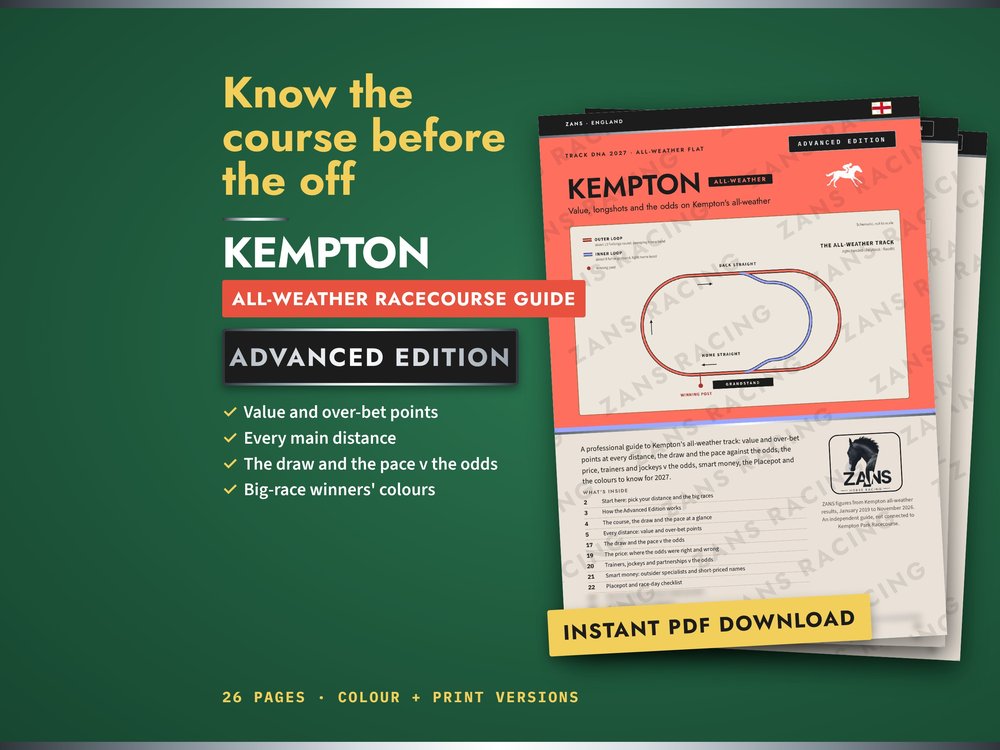 Know the
course before
the off
KEMPTON
ALL-WEATHER RACECOURSE GUIDE
ADVANCED EDITION
Value and over-bet points
Every main distance
The draw and the pace v the odds
Big-race winners' colours
26 PAGES · COLOUR + PRINT VERSIONS
ZANS · ENGLAND
TRACK DNA 2027 · ALL-WEATHER FLAT
ADVANCED EDITION
KEMPTON
ALL-WEATHER
Value, longshots and the odds on Kempton's all-weather
OUTER LOOP
INNER LOOP
Winning post
Schematic, not to scale
THE ALL-WEATHER TRACK
BACK STRAIGHT
HOME STRAIGHT
GRANDSTAND
WINNING POST
A professional guide to Kempton's all-weather track: value and over-bet
points at every distance, the draw and the pace against the odds, the
price, trainers and jockeys v the odds, smart money, the Placepot and
the colours to know for 2027.
WHAT'S INSIDE
2 Start here: pick your distance and the big races
3 How the Advanced Edition works
4 The course, the draw and the pace at a glance
5 Every distance: value and over-bet points
17 The draw and the pace v the odds
19 The price: where the odds were right and wrong
20 Trainers, jockeys and partnerships v the odds
21 Smart money: outsider specialists and short-priced names
22 Placepot and race-day checklist
ZANS
HORSE RACING
ZANS figures from Kempton all-weather
results, January 2019 to November 2026.
An independent guide, not connected to
Kempton Park Racecourse.
ZANS RACING
INSTANT PDF DOWNLOAD